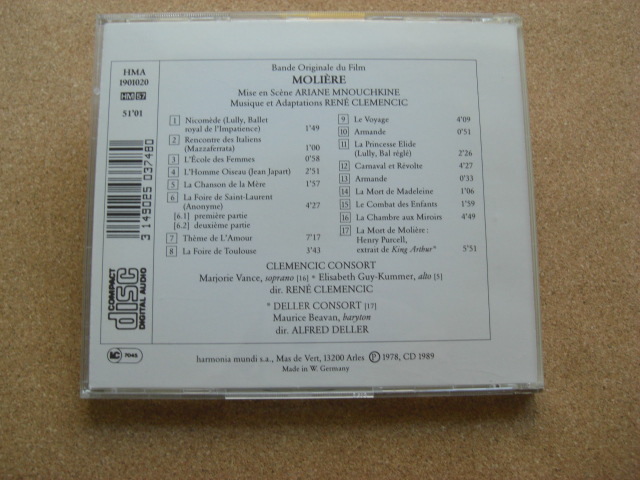 HMA
1901020
HM 57
51'01
3 149025 037480
COMPACT
disc
DIGITAL AUDIO
LC 7045
Bande Originale du Film
MOLIÈRE
Mise en Scène ARIANE MNOUCHKINE
Musique et Adaptations RENÉ CLEMENCIC
1 Nicomède (Lully, Ballet
royal de l'Impatience) 1'49
2 Rencontre des Italiens
(Mazzaferrata) 1'00
3 L'École des Femmes 0'58
4 L'Homme Oiseau (Jean Japart) 2'51
5 La Chanson de la Mère 1'57
6 La Foire de Saint-Laurent
(Anonyme) 4'27
[6.1] première partie
[6.2] deuxième partie
7 Thème de L'Amour 7'17
8 La Foire de Toulouse 3'43
9 Le Voyage 4'09
10 Armande 0'51
11 La Princesse Elide
(Lully, Bal réglé) 2'26
12 Carnaval et Révolte 4'27
13 Armande 0'33
14 La Mort de Madeleine 1'06
15 Le Combat des Enfants 1'59
16 La Chambre aux Miroirs 4'49
17 La Mort de Molière :
Henry Purcell,
extrait de King Arthur* 5'51
CLEMENCIC CONSORT
Marjorie Vance, soprano [16] * Elisabeth Guy-Kummer, alto [5]
dir. RENÉ CLEMENCIC
* DELLER CONSORT [17]
Maurice Beavan, baryton
dir. ALFRED DELLER
harmonia mundi s.a., Mas de Vert, 13200 Arles Ⓟ 1978, CD 1989
Made in W. Germany